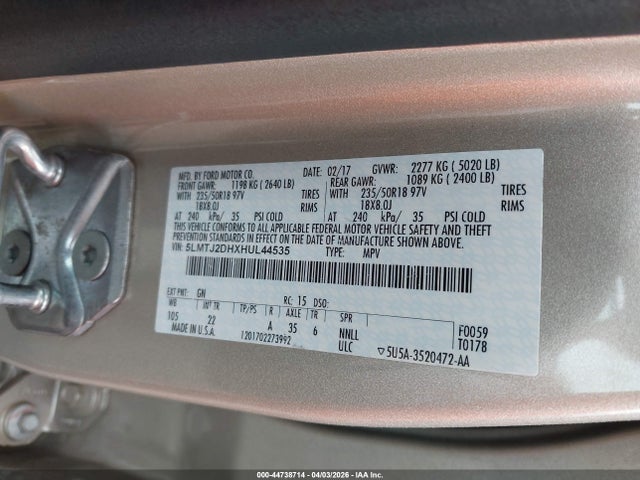 MFD. BY FORD MOTOR CO.
DATE: 02/17 GVWR: 2277 KG ( 5020 LB)
FRONT GAWR: 1198 KG ( 2640 LB) REAR GAWR: 1089 KG ( 2400 LB)
WITH 235/50R18 97V TIRES WITH 235/50R18 97V TIRES
18X8.0J RIMS 18X8.0J RIMS
AT 240 kPa/ 35 PSI COLD AT 240 kPa/ 35 PSI COLD
THIS VEHICLE CONFORMS TO ALL APPLICABLE FEDERAL MOTOR VEHICLE SAFETY AND THEFT PREVENTION STANDARDS IN EFFECT ON THE DATE OF MANUFACTURE SHOWN ABOVE.
VIN: 5LMTJ2DHXHUL44535 TYPE: MPV
EXT PNT: GN RC: 15 DSO:
WB INT TR TP/PS R AXLE TR SPR
105 22 A 35 6 NNLL
MADE IN U.S.A. 1201702273992 ULC
F0059
T0178
5U5A-3520472-AA
000-44738714 - 04/03/2026 - IAA Inc.